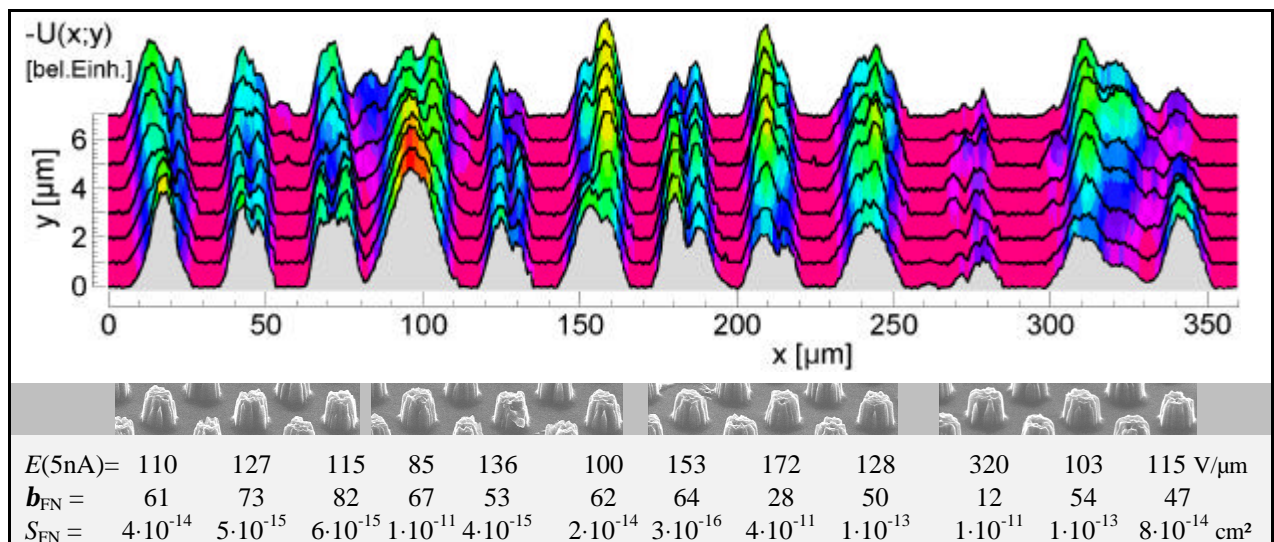 -U(x;y)
[bel.Einh.]
6
4
2
0
y [µm]
0 50 100 150 200 250 300 350
x [µm]
E(5nA)= 110 127 115 85 136 100 153 172 128 320 103 115 V/µm
b_FN = 61 73 82 67 53 62 64 28 50 12 54 47
S_FN = 4·10^-14 5·10^-15 6·10^-15 1·10^-11 4·10^-15 2·10^-14 3·10^-16 4·10^-11 1·10^-13 1·10^-11 1·10^-13 8·10^-14 cm²